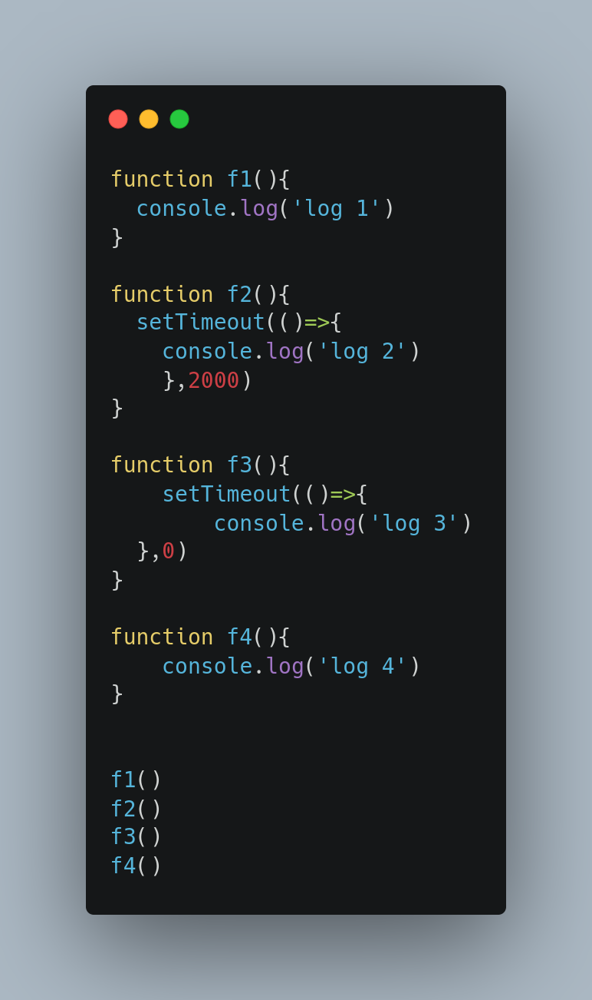 function f1(){
  console.log('log 1')
}

function f2(){
  setTimeout(()=>{
    console.log('log 2')
    },2000)
}

function f3(){
    setTimeout(()=>{
        console.log('log 3')
  },0)
}

function f4(){
    console.log('log 4')
}


f1()
f2()
f3()
f4()